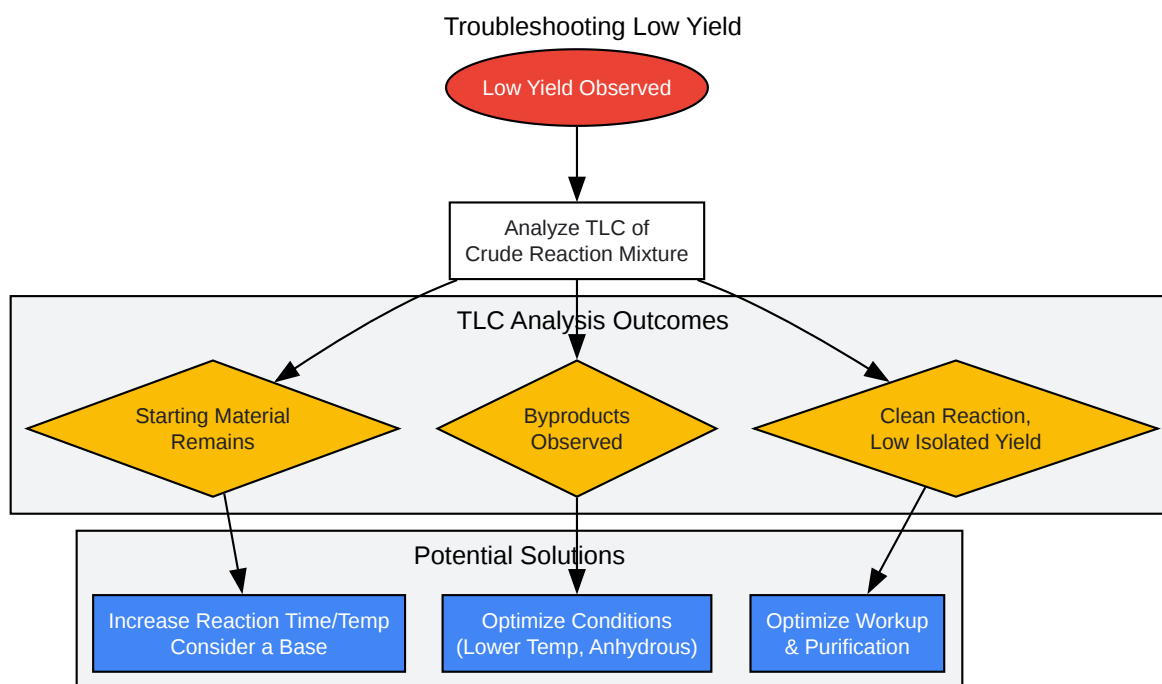 Troubleshooting Low Yield
Low Yield Observed
Analyze TLC of
Crude Reaction Mixture
TLC Analysis Outcomes
Starting Material
Remains
Byproducts
Observed
Clean Reaction,
Low Isolated Yield
Potential Solutions
Increase Reaction Time/Temp
Consider a Base
Optimize Conditions
(Lower Temp, Anhydrous)
Optimize Workup
& Purification